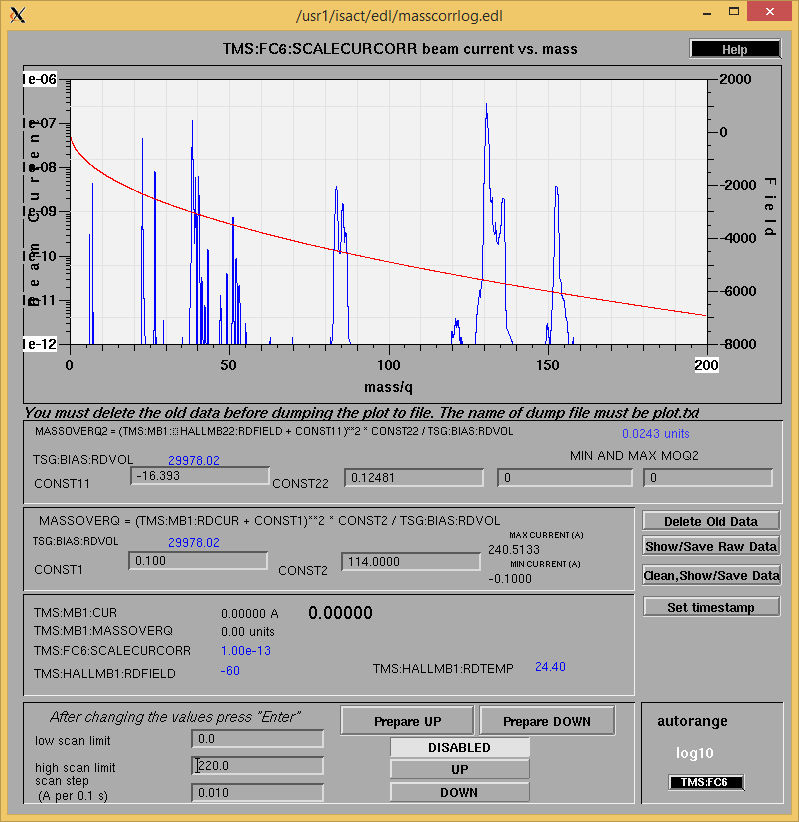 /usr1/isact/edl/masscorrlog.edl
TMS:FC6:SCALECURCORR beam current vs. mass
Help
1e-06
1e-07
1e-08
1e-09
1e-10
1e-11
1e-12
Beam Current
2000
0
-2000
-4000
-6000
-8000
Field
0 50 100 150 200
mass/q
You must delete the old data before dumping the plot to file. The name of dump file must be plot.txt
MASSOVERQ2 = (TMS:MB1:□HALLMB22:RDFIELD + CONST11)**2 * CONST22 / TSG:BIAS:RDVOL
0.0243 units
TSG:BIAS:RDVOL 29978.02
MIN AND MAX MOQ2
CONST11 -16.393 CONST22 0.12481 0 0
MASSOVERQ = (TMS:MB1:RDCUR + CONST1)**2 * CONST2 / TSG:BIAS:RDVOL
TSG:BIAS:RDVOL 29978.02
MAX CURRENT (A)
240.5133
MIN CURRENT (A)
-0.1000
CONST1 0.100 CONST2 114.0000
Delete Old Data
Show/Save Raw Data
Clean,Show/Save Data
Set timestamp
TMS:MB1:CUR 0.00000 A 0.00000
TMS:MB1:MASSOVERQ 0.00 units
TMS:FC6:SCALECURCORR 1.00e-13
TMS:HALLMB1:RDFIELD -60
TMS:HALLMB1:RDTEMP 24.40
After changing the values press "Enter"
low scan limit 0.0
high scan limit 220.0
scan step
(A per 0.1 s) 0.010
Prepare UP
Prepare DOWN
DISABLED
UP
DOWN
autorange
log10
TMS:FC6